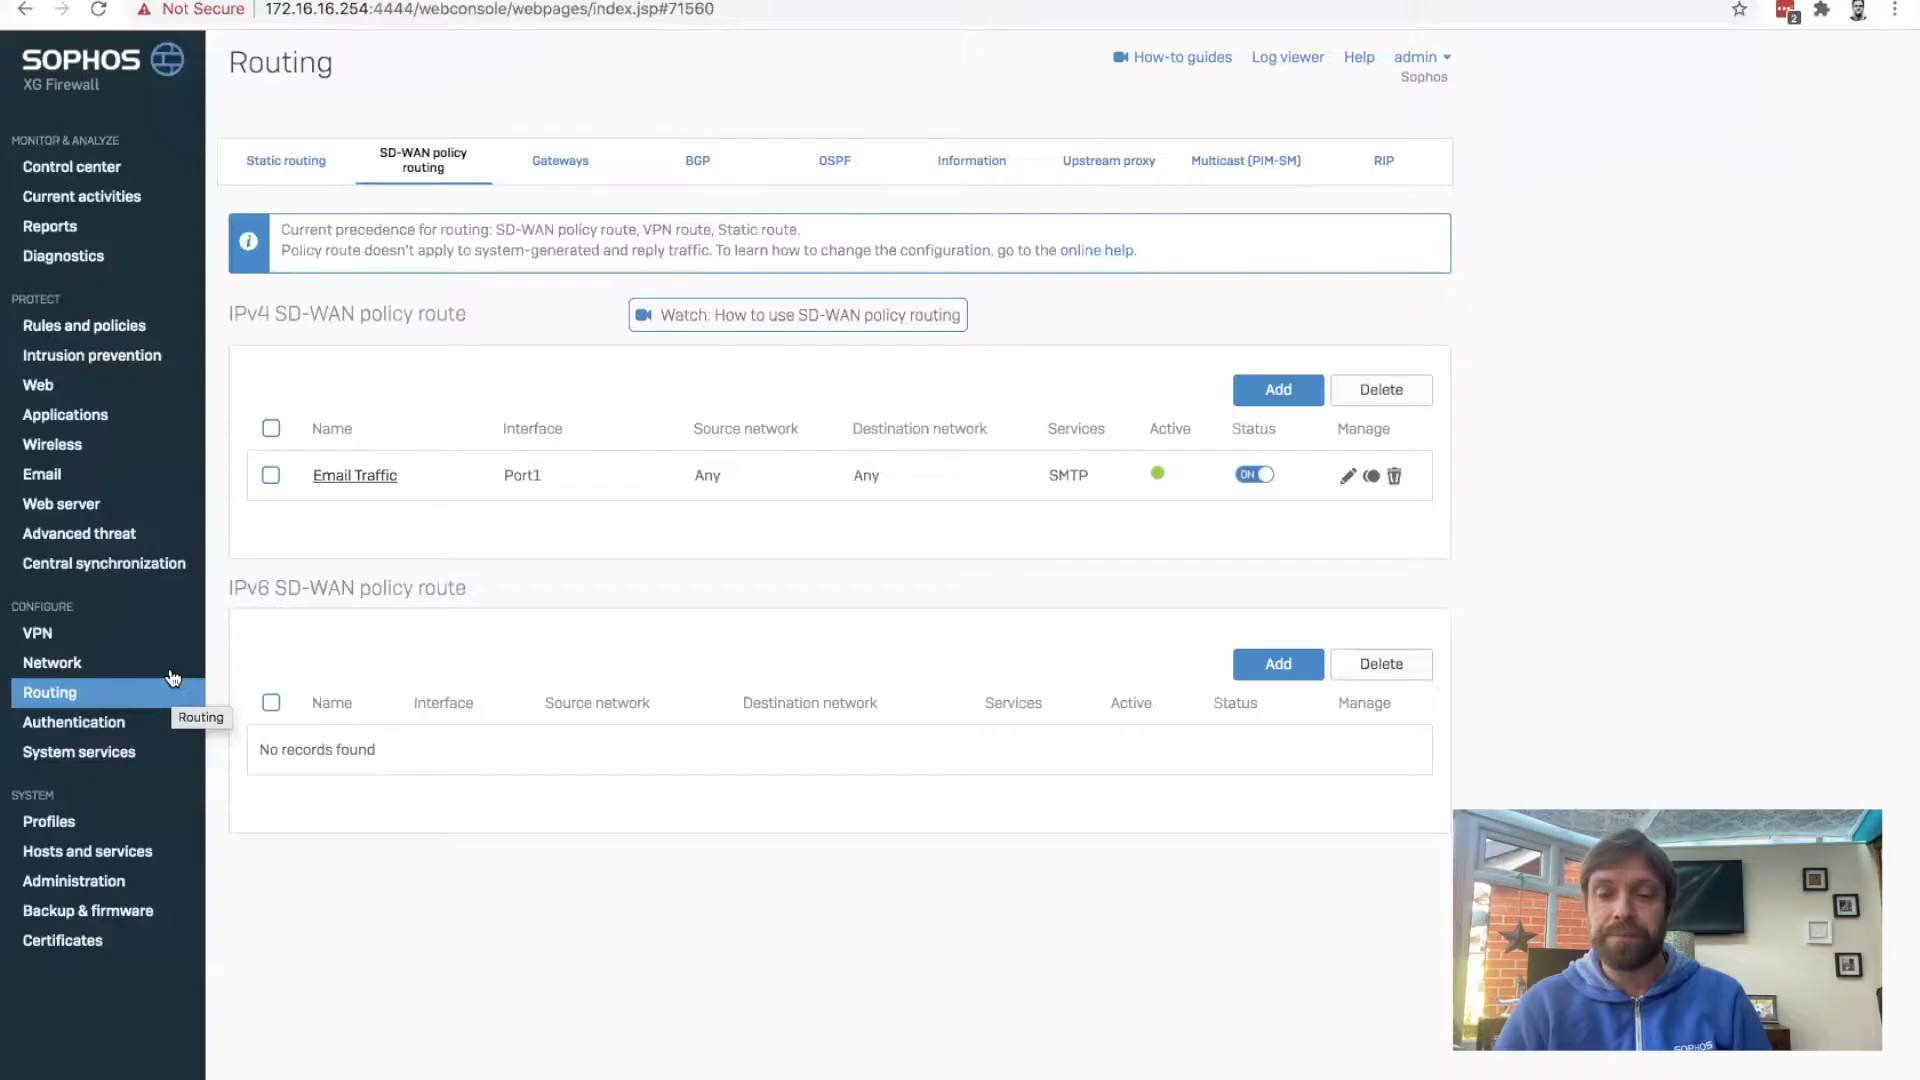 Not Secure 172.16.16.254:4444/webconsole/webpages/index.jsp#71560
2
SOPHOS
XG Firewall
Routing
How-to guides Log viewer Help admin
Sophos
MONITOR & ANALYZE
Control center
Current activities
Reports
Diagnostics
PROTECT
Rules and policies
Intrusion prevention
Web
Applications
Wireless
Email
Web server
Advanced threat
Central synchronization
CONFIGURE
VPN
Network
Routing
Authentication
System services
Routing
SYSTEM
Profiles
Hosts and services
Administration
Backup & firmware
Certificates
Static routing
SD-WAN policy
routing
Gateways
BGP
OSPF
Information
Upstream proxy
Multicast (PIM-SM)
RIP
i
Current precedence for routing: SD-WAN policy route, VPN route, Static route.
Policy route doesn't apply to system-generated and reply traffic. To learn how to change the configuration, go to the online help.
IPv4 SD-WAN policy route
Watch: How to use SD-WAN policy routing
Add Delete
Name Interface Source network Destination network Services Active Status Manage
Email Traffic Port1 Any Any SMTP ON
IPv6 SD-WAN policy route
Add Delete
Name Interface Source network Destination network Services Active Status Manage
No records found
SOPHOS